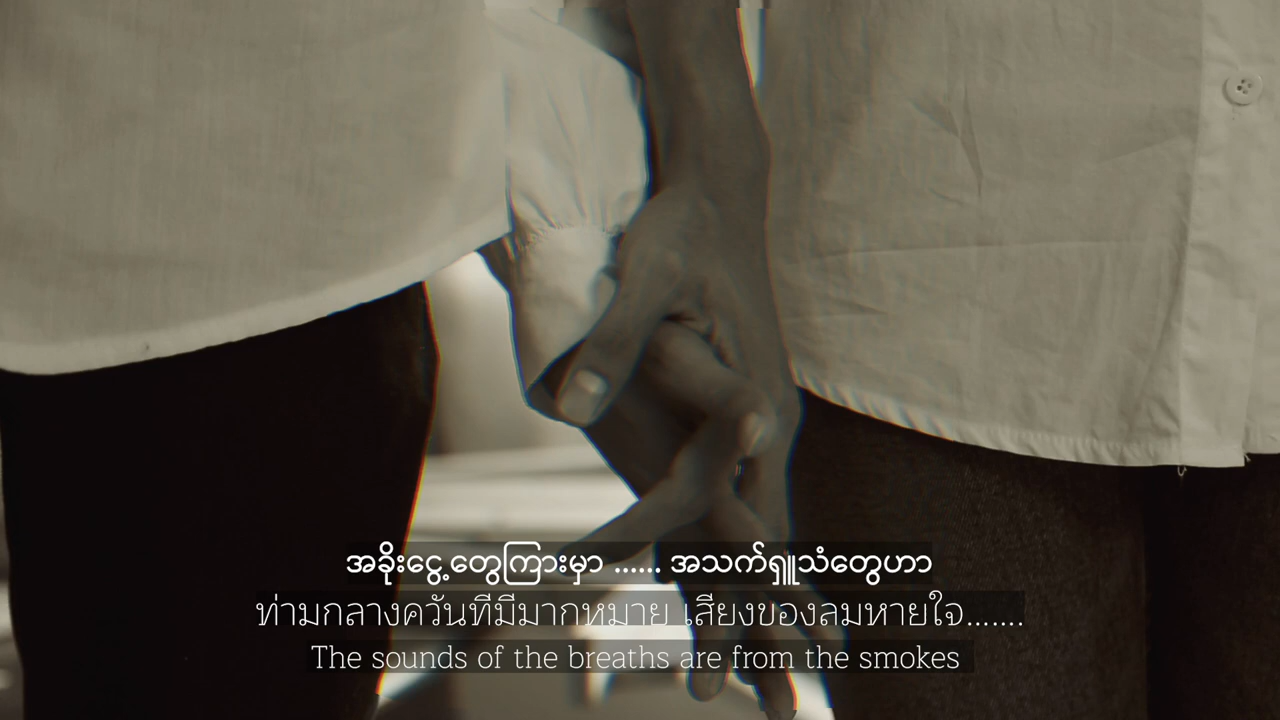 အခိုးငွေ့တွေကြားမှာ ...... အသက်ရှူသံတွေဟာ
ท่ามกลางควันที่มีมากหมาย เสียงของลมหายใจ.......
The sounds of the breaths are from the smokes